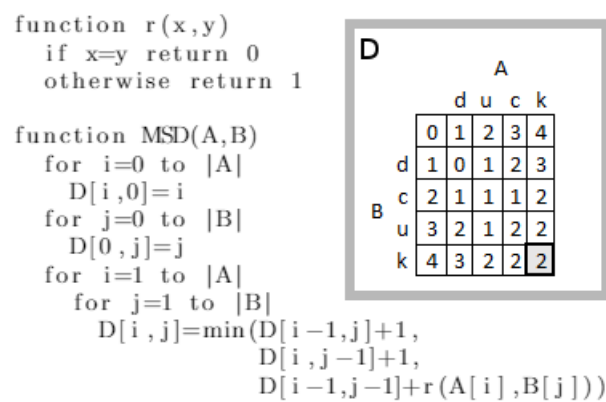 function r(x,y)
if x=y return 0
otherwise return 1
function MSD(A,B)
for i=0 to |A|
D[i,0]=i
for j=0 to |B|
D[0,j]=j
for i=1 to |A|
for j=1 to |B|
D[i,j]=min(D[i-1,j]+1,
D[i,j-1]+1,
D[i-1,j-1]+r(A[i],B[j]))
D
A
d u c k
0 1 2 3 4
d 1 0 1 2 3
c 2 1 1 1 2
B
u 3 2 1 2 2
k 4 3 2 2 2